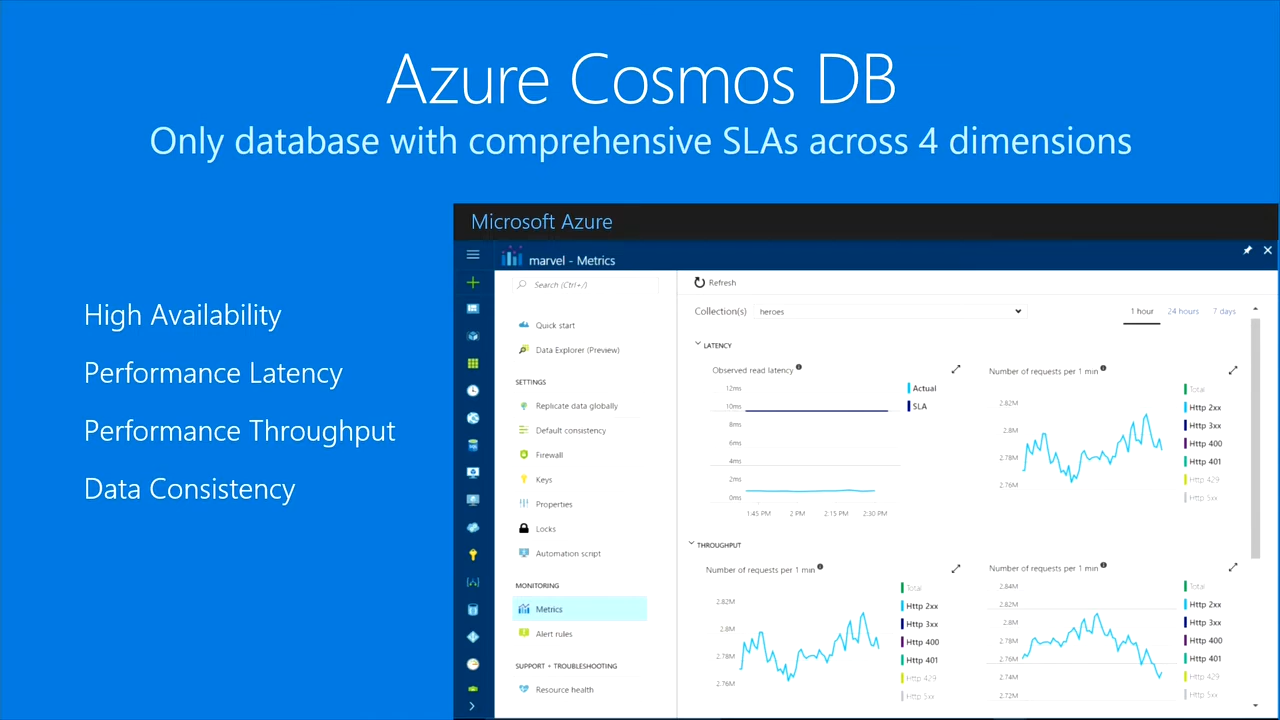 Azure Cosmos DB
Only database with comprehensive SLAs across 4 dimensions
High Availability
Performance Latency
Performance Throughput
Data Consistency
Microsoft Azure
marvel - Metrics
Search (Ctrl+/)
Quick start
Data Explorer (Preview)
SETTINGS
Replicate data globally
Default consistency
Firewall
Keys
Properties
Locks
Automation script
MONITORING
Metrics
Alert rules
SUPPORT + TROUBLESHOOTING
Resource health
Refresh
Collection(s) heroes
1 hour 24 hours 7 days
LATENCY
Observed read latency
12ms
10ms
8ms
6ms
4ms
2ms
0ms
1:45 PM 2 PM 2:15 PM 2:30 PM
Actual
SLA
Number of requests per 1 min
2.82M
2.8M
2.78M
2.76M
Total
Http 2xx
Http 3xx
Http 400
Http 401
Http 429
Http 5xx
THROUGHPUT
Number of requests per 1 min
2.82M
2.8M
2.78M
2.76M
Total
Http 2xx
Http 3xx
Http 400
Http 401
Http 429
Http 5xx
Number of requests per 1 min
2.84M
2.82M
2.8M
2.78M
2.76M
2.74M
2.72M
Total
Http 2xx
Http 3xx
Http 400
Http 401
Http 429
Http 5xx